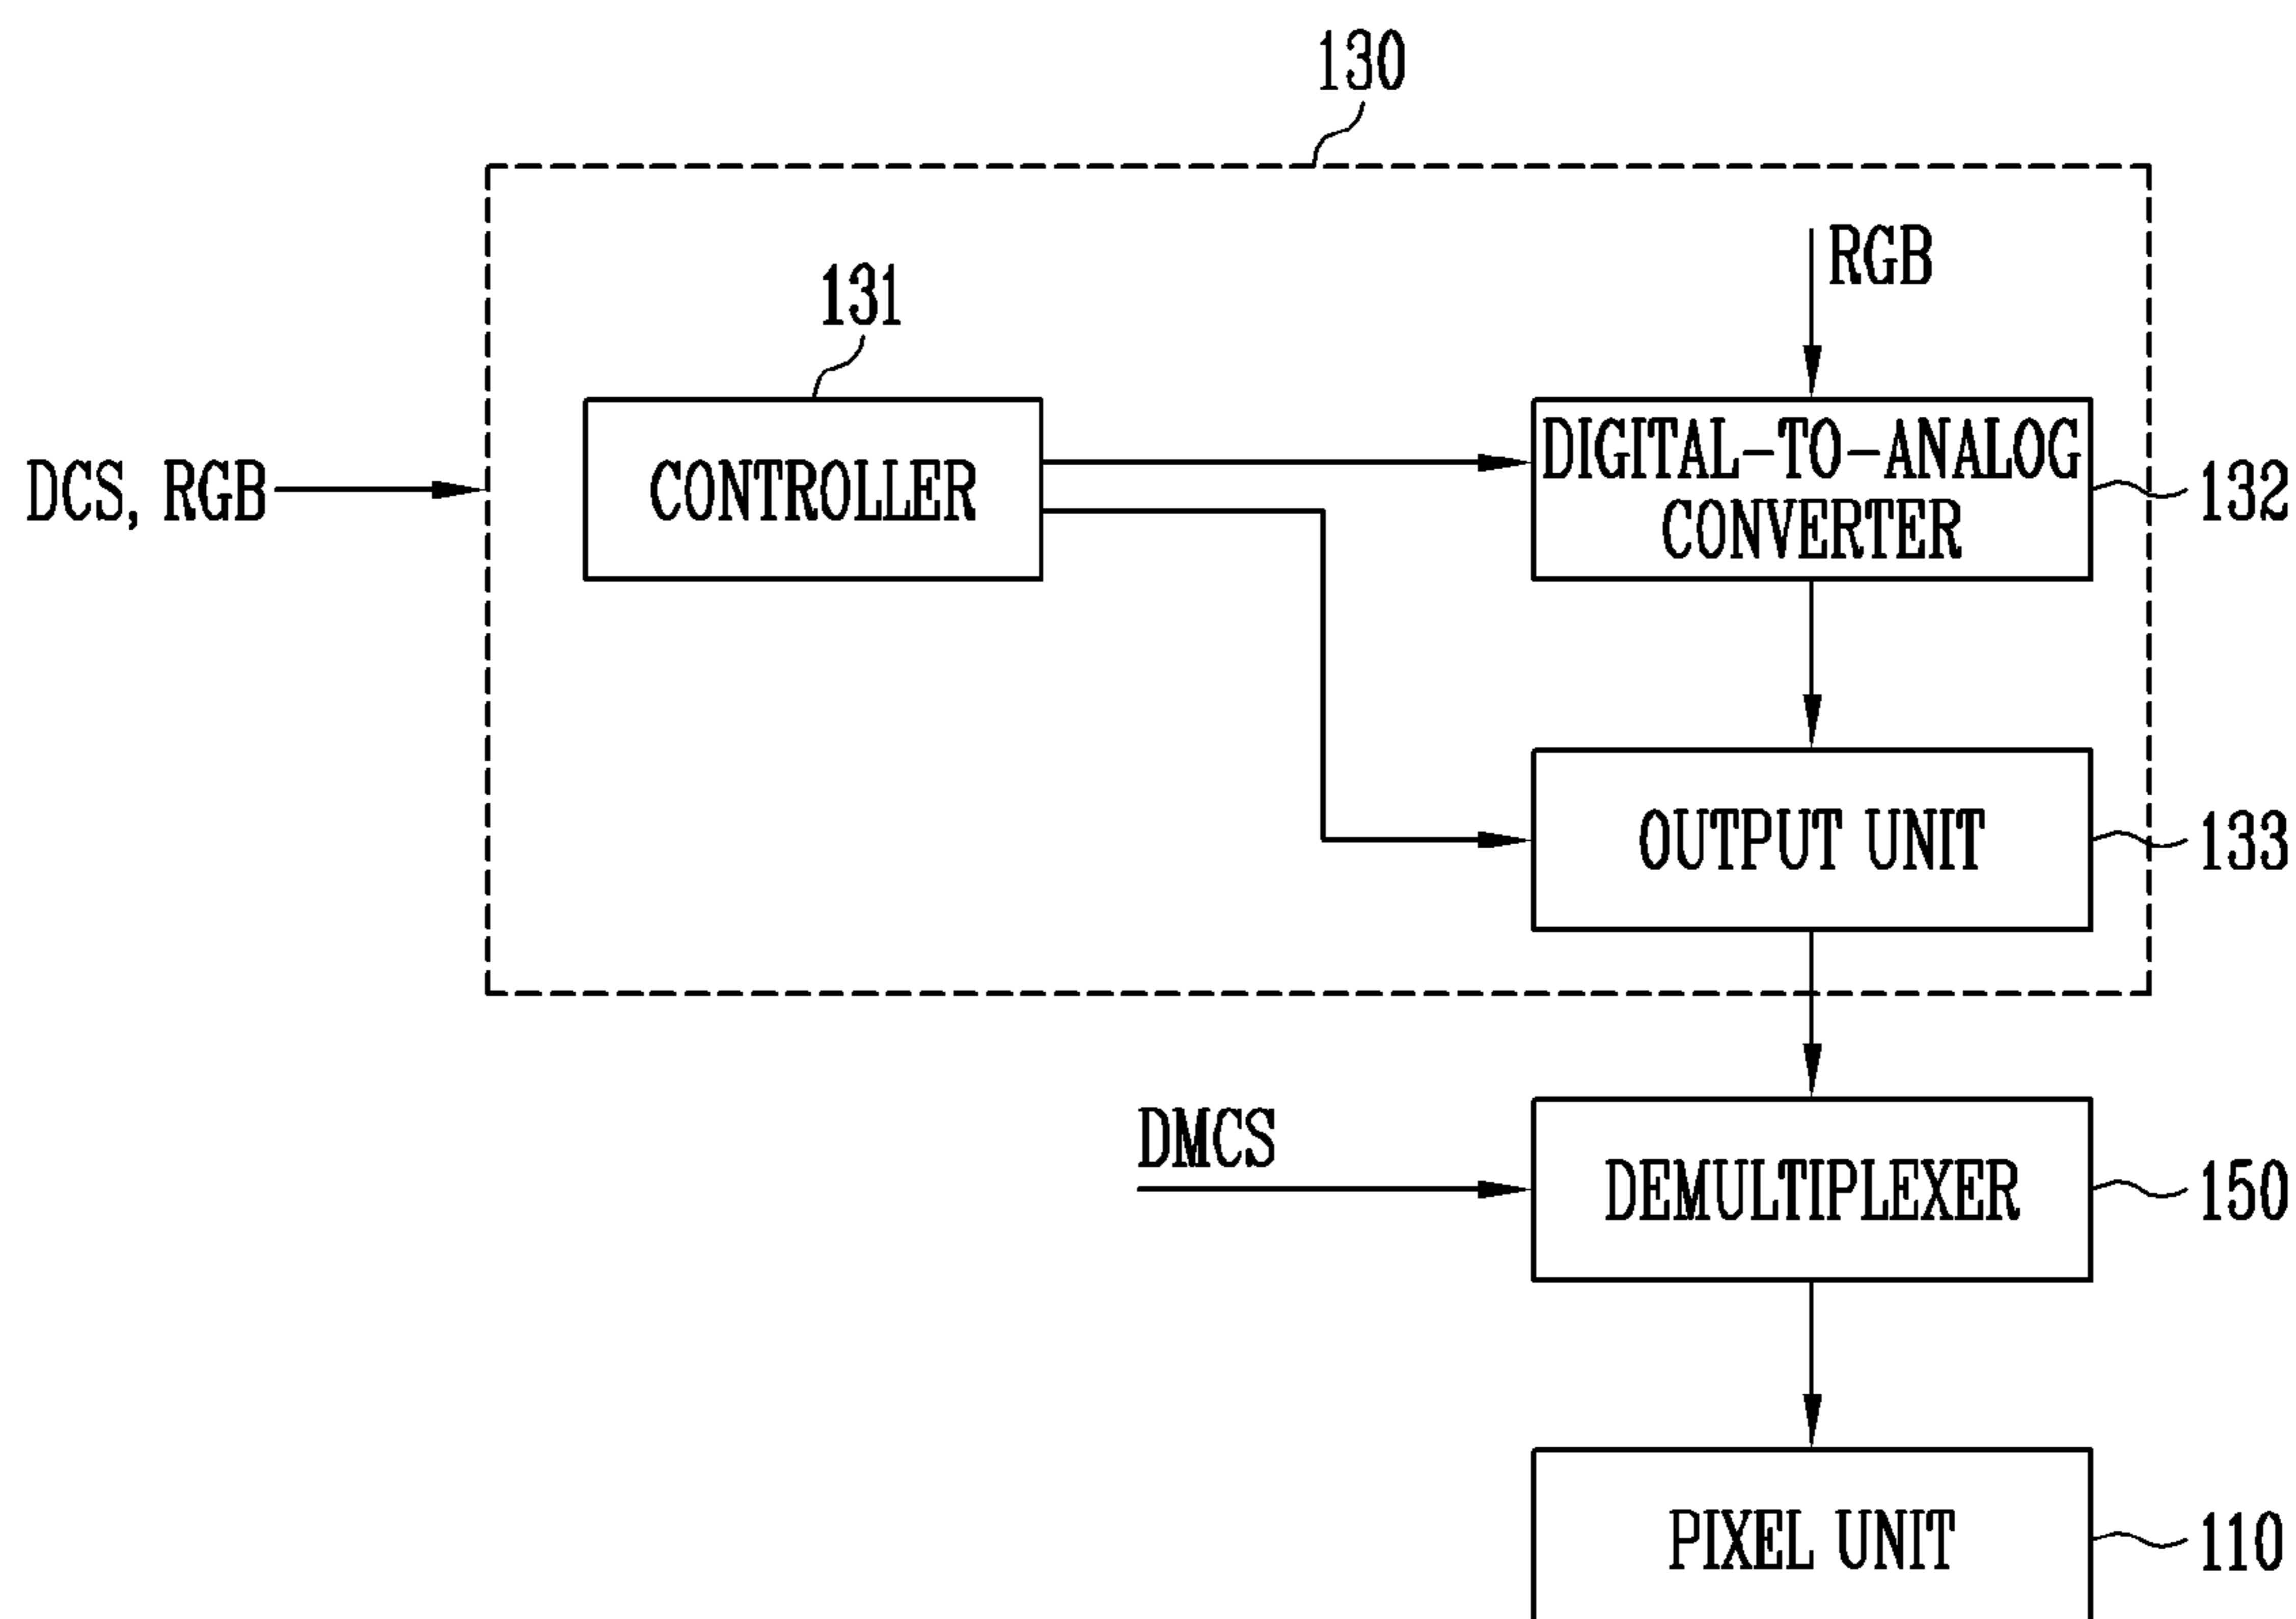 130
RGB
131
DCS, RGB
CONTROLLER
DIGITAL-TO-ANALOG
CONVERTER
132
OUTPUT UNIT
133
DMCS
DEMULTIPLEXER
150
PIXEL UNIT
110